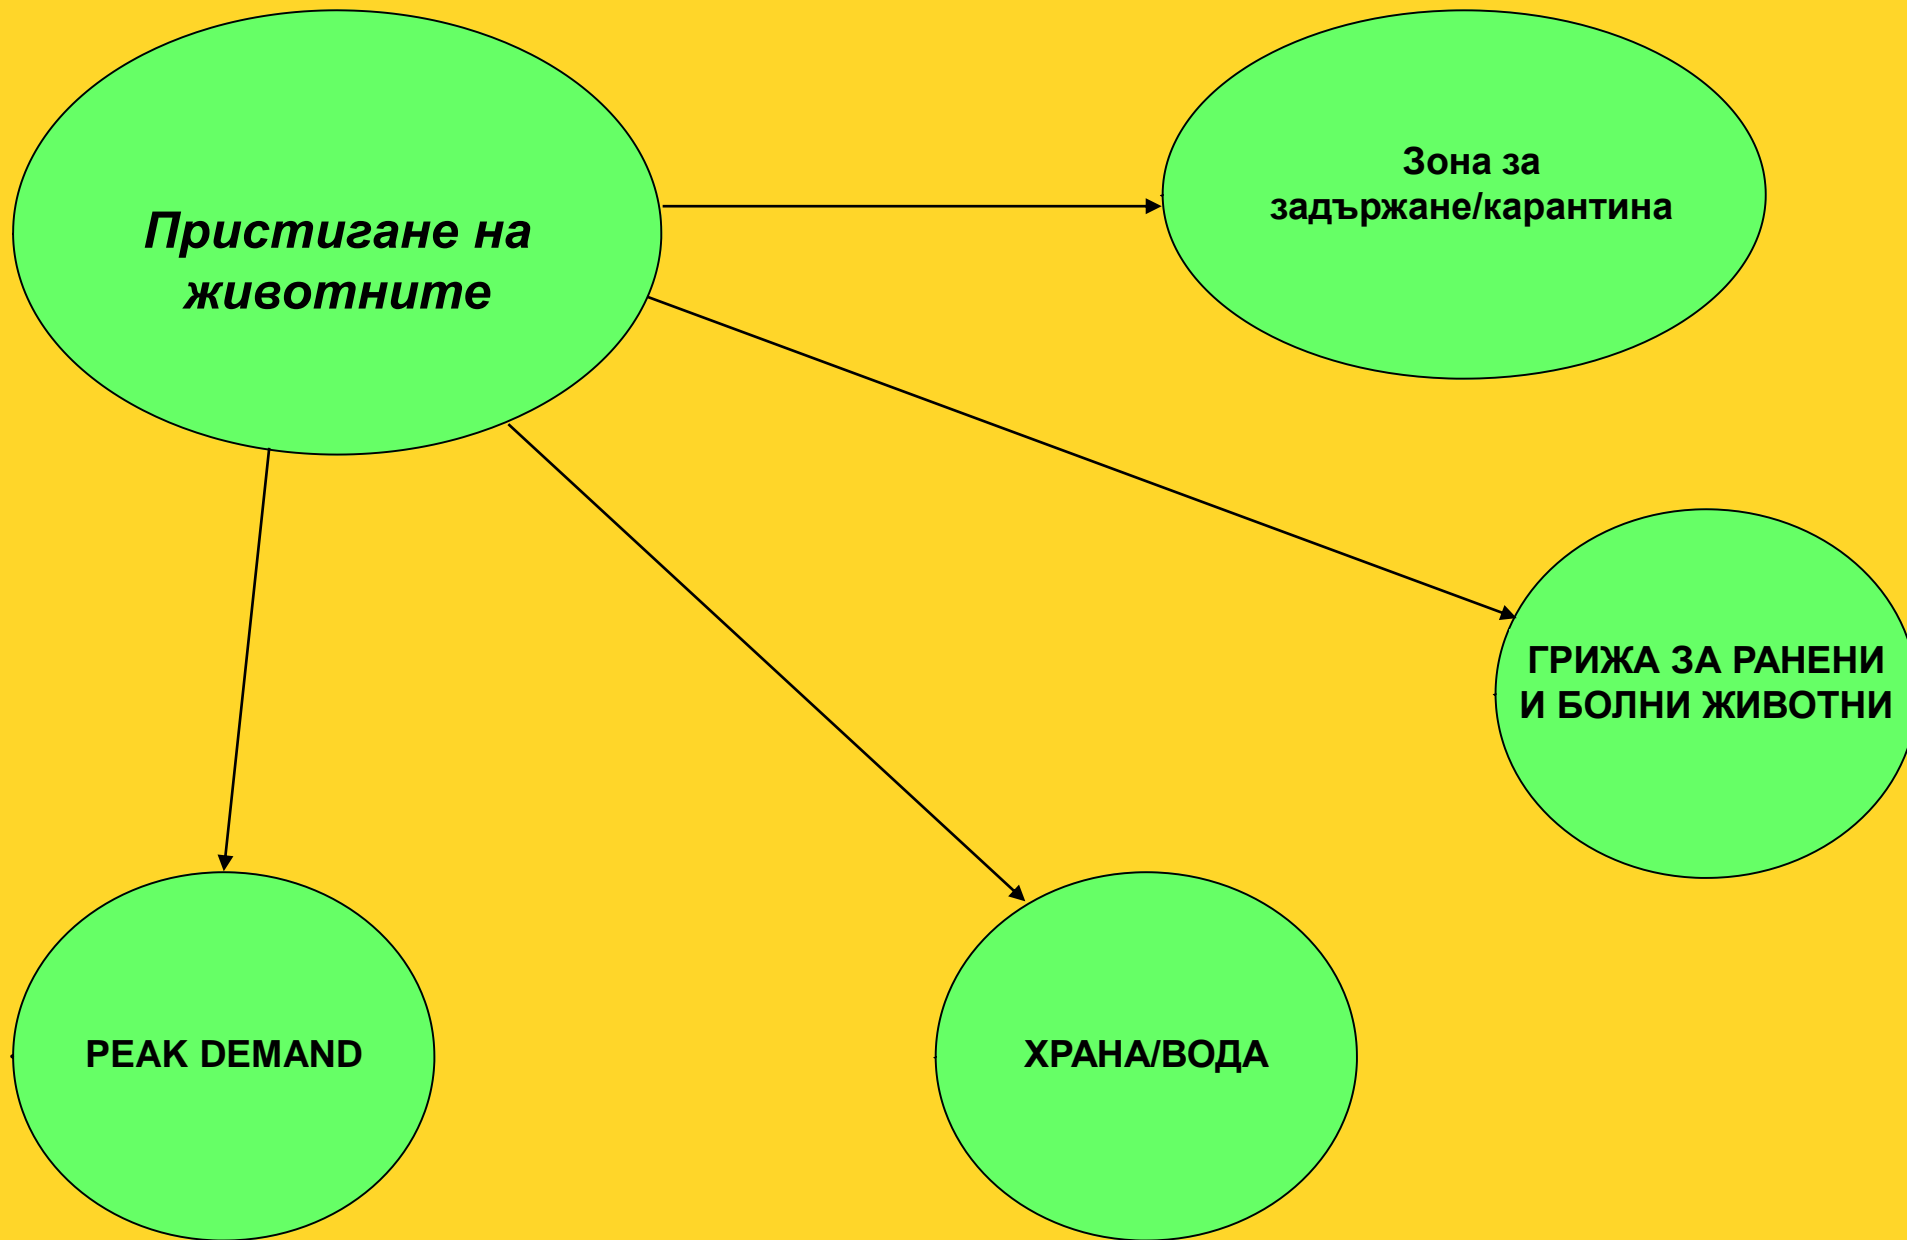 Пристигане на
животните
Зона за
задържане/карантина
ГРИЖА ЗА РАНЕНИ
И БОЛНИ ЖИВОТНИ
PEAK DEMAND
ХРАНА/ВОДА